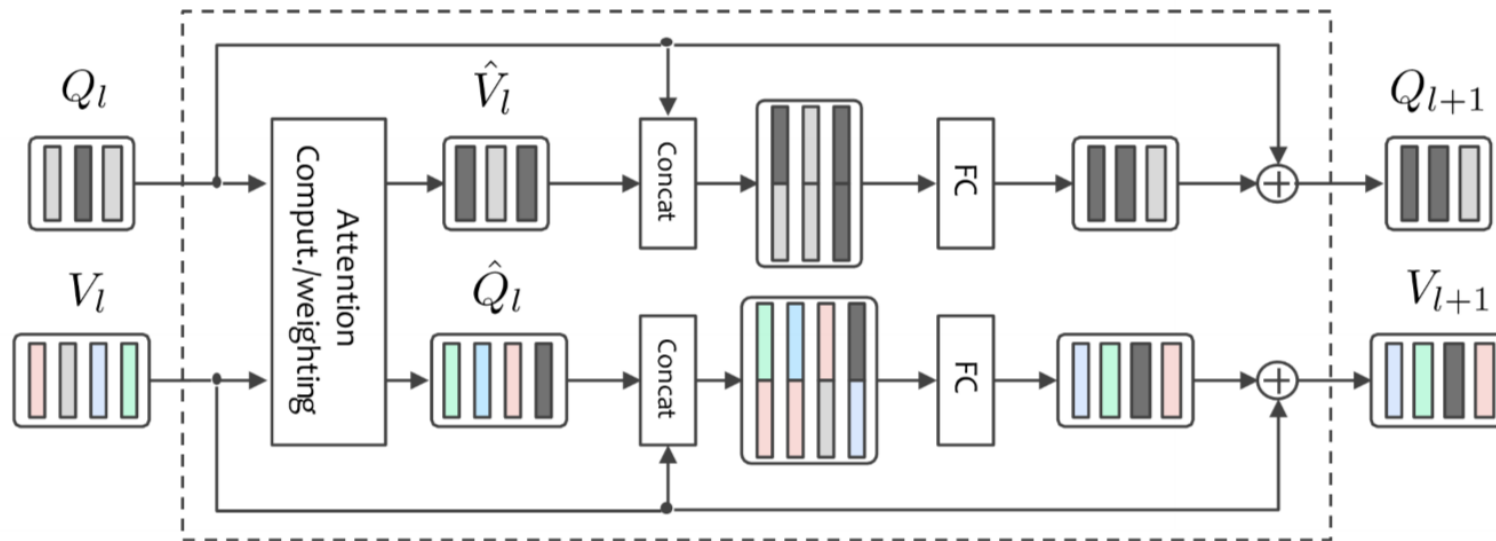 Q_l
V̂_l
Q_{l+1}
Attention
Comput./weighting
Concat
FC
V_l
Q̂_l
V_{l+1}
Concat
FC